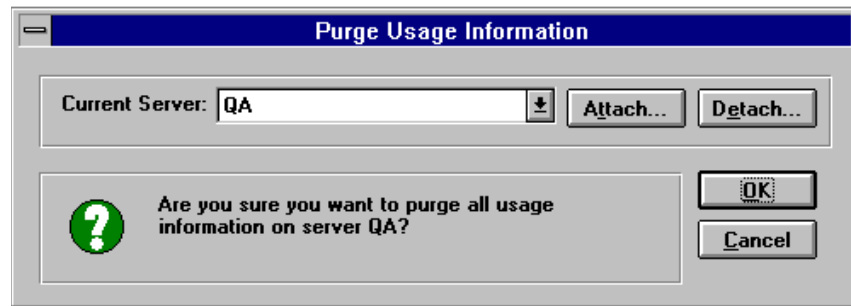 Purge Usage Information
Current Server: QA Attach... Detach...
Are you sure you want to purge all usage
information on server QA?
OK
Cancel